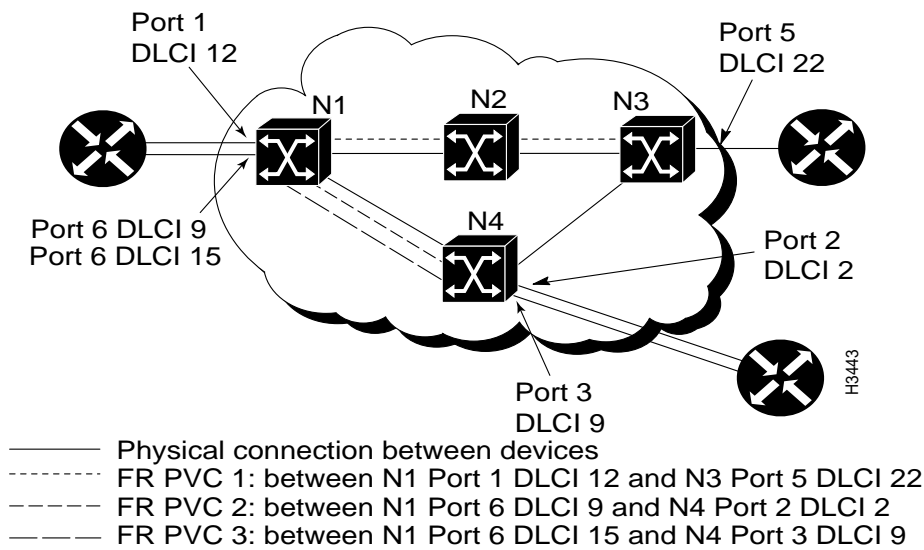 Port 1
DLCI 12
Port 5
DLCI 22
N1
N2
N3
Port 6 DLCI 9
Port 6 DLCI 15
N4
Port 2
DLCI 2
Port 3
DLCI 9
H3443
Physical connection between devices
FR PVC 1: between N1 Port 1 DLCI 12 and N3 Port 5 DLCI 22
FR PVC 2: between N1 Port 6 DLCI 9 and N4 Port 2 DLCI 2
FR PVC 3: between N1 Port 6 DLCI 15 and N4 Port 3 DLCI 9